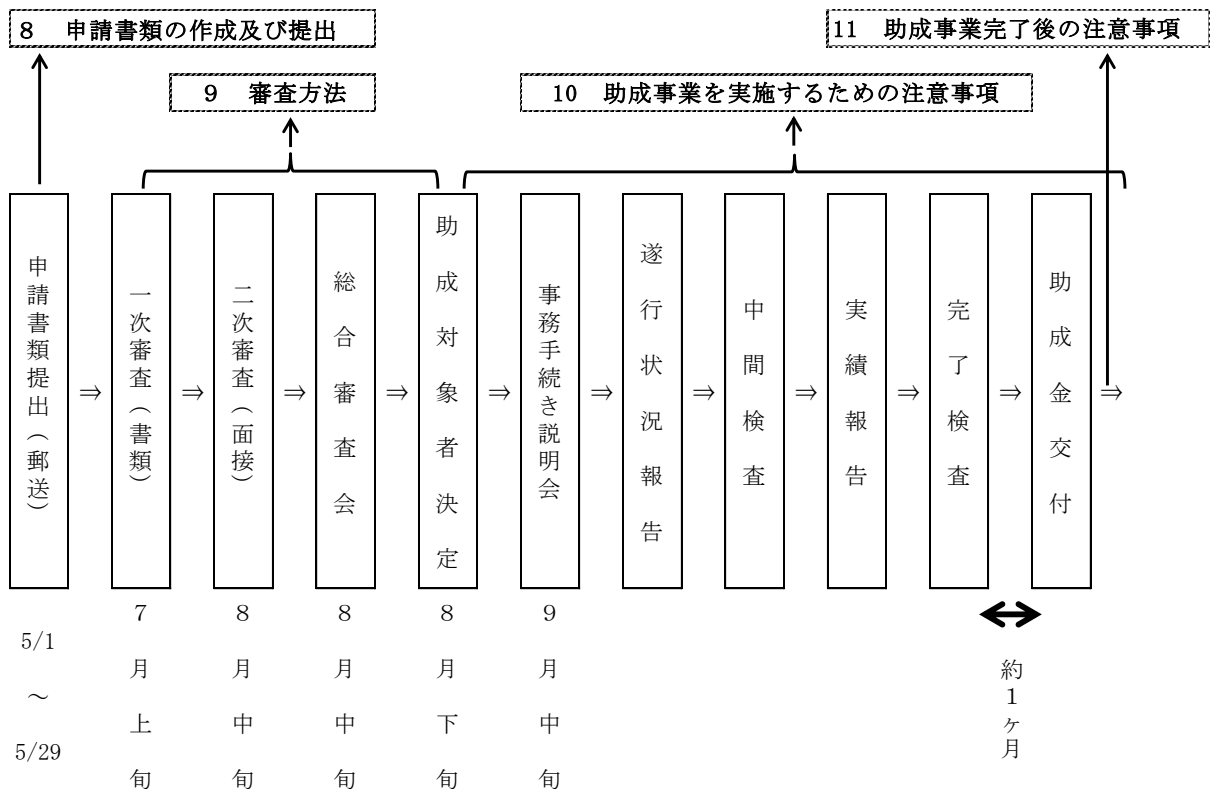 8　申請書類の作成及び提出
11　助成事業完了後の注意事項
9　審査方法
10　助成事業を実施するための注意事項
申請書類提出（郵送）
⇒
一次審査（書類）
⇒
二次審査（面接）
⇒
総合審査会
⇒
助成対象者決定
⇒
事務手続き説明会
⇒
遂行状況報告
⇒
中間検査
⇒
実績報告
⇒
完了検査
⇒
助成金交付
⇒
5/1
～
5/29
7月上旬
8月中旬
8月中旬
8月下旬
9月中旬
約1ヶ月